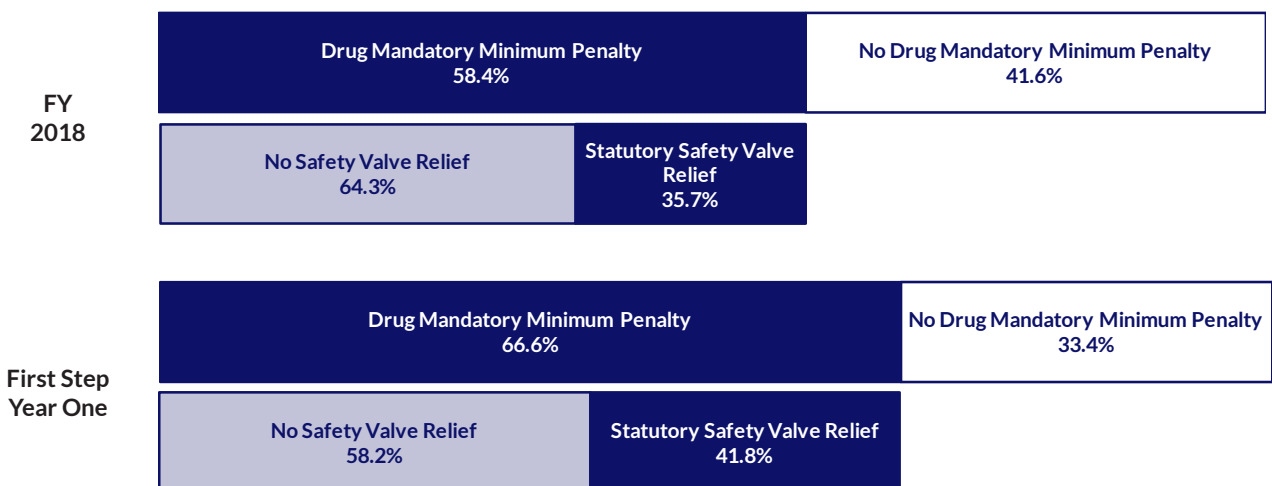 FY
2018
Drug Mandatory Minimum Penalty
58.4%
No Drug Mandatory Minimum Penalty
41.6%
No Safety Valve Relief
64.3%
Statutory Safety Valve
Relief
35.7%
First Step
Year One
Drug Mandatory Minimum Penalty
66.6%
No Drug Mandatory Minimum Penalty
33.4%
No Safety Valve Relief
58.2%
Statutory Safety Valve Relief
41.8%